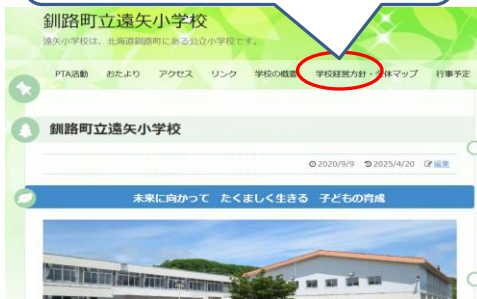 釧路町立遠矢小学校
遠矢小学校は、北海道釧路町にある公立小学校です。
PTA活動 おたより アクセス リンク 学校の概要 学校経営方針・全体マップ 行事予定
釧路町立遠矢小学校
2020/9/9 2025/4/20 編集
未来に向かって たくましく生きる 子どもの育成